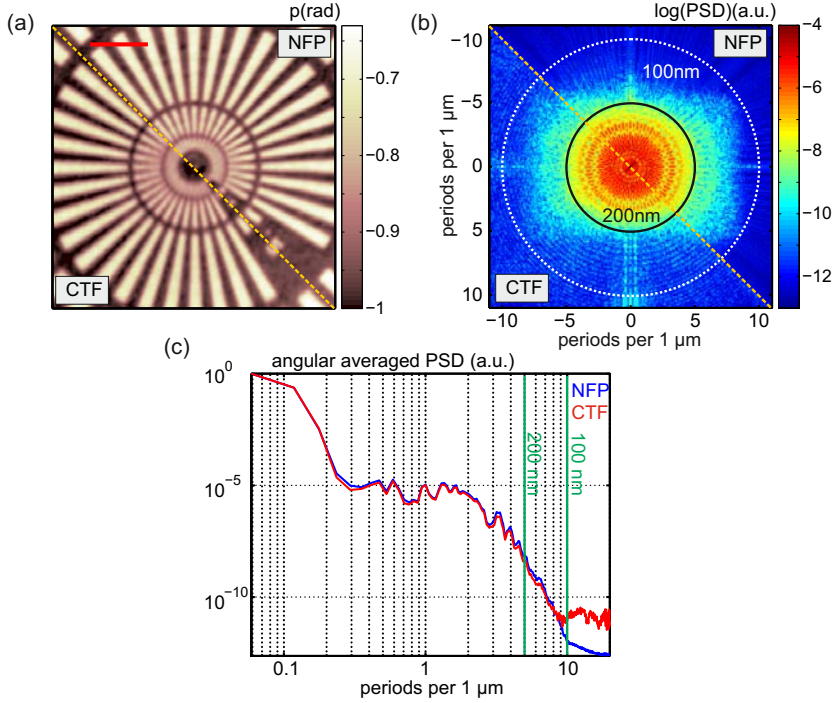 (a)
p(rad)
NFP
CTF
−0.7
−0.8
−0.9
−1
(b)
log(PSD)(a.u.)
NFP
100nm
200nm
CTF
−10
−5
0
5
10
periods per 1 µm
−10 −5 0 5 10
periods per 1 µm
−4
−6
−8
−10
−12
(c)
angular averaged PSD (a.u.)
10^0
10^−5
10^−10
NFP
CTF
200 nm
100 nm
0.1 1 10
periods per 1 µm